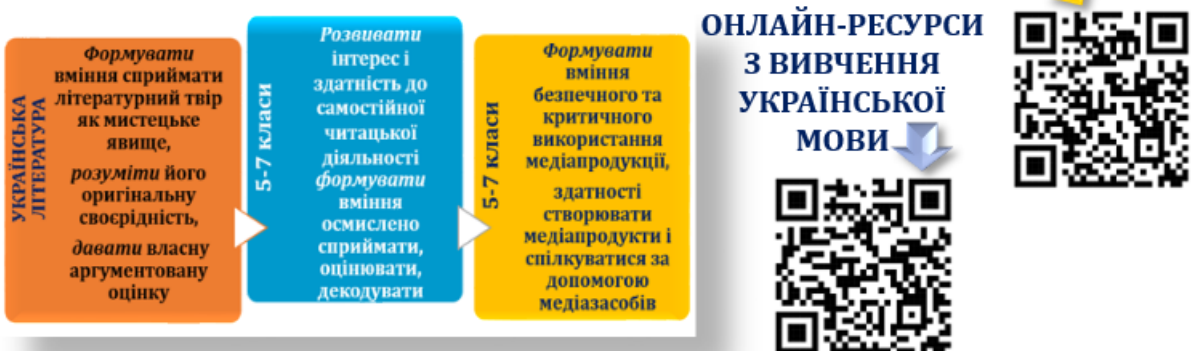 УКРАЇНСЬКА
ЛІТЕРАТУРА
Формувати
вміння сприймати
літературний твір
як мистецьке
явище,
розуміти його
оригінальну
своєрідність,
давати власну
аргументовану
оцінку
5-7 класи
Розвивати
інтерес і
здатність до
самостійної
читацької
діяльності
формувати
вміння
осмислено
сприймати,
оцінювати,
декодувати
5-7 класи
Формувати
вміння
безпечного та
критичного
використання
медіапродукції,
здатності
створювати
медіапродукти і
спілкуватися за
допомогою
медіазасобів
ОНЛАЙН-РЕСУРСИ
З ВИВЧЕННЯ
УКРАЇНСЬКОЇ
МОВИ